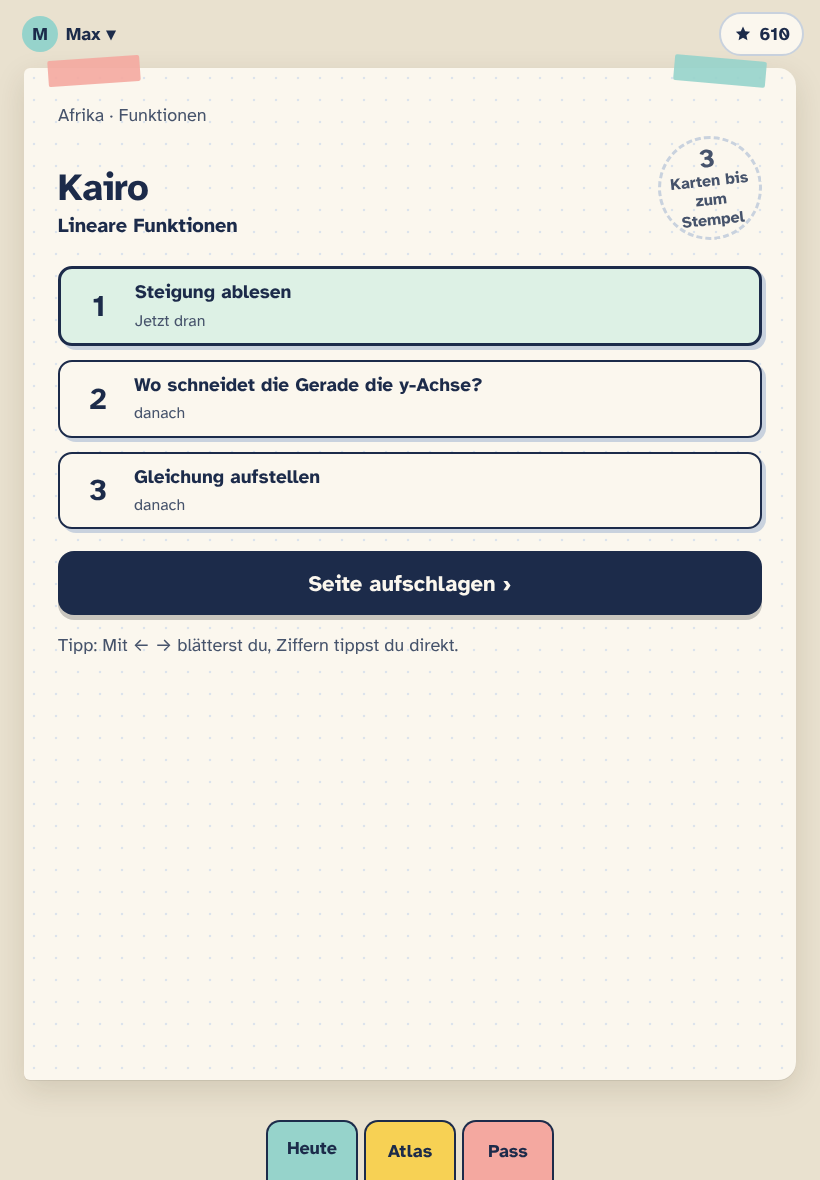 M Max ▾
★ 610
Afrika · Funktionen
Kairo
Lineare Funktionen
3
Karten bis
zum
Stempel
1 Steigung ablesen
Jetzt dran
2 Wo schneidet die Gerade die y-Achse?
danach
3 Gleichung aufstellen
danach
Seite aufschlagen ›
Tipp: Mit ← → blätterst du, Ziffern tippst du direkt.
Heute Atlas Pass